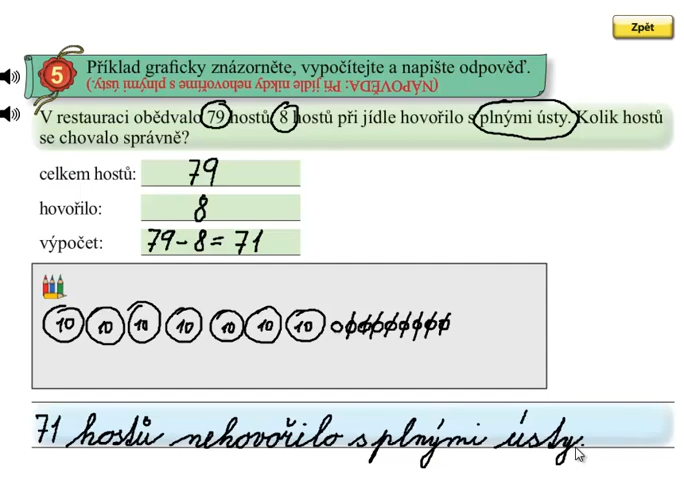 Zpět
5 Příklad graficky znázorněte, vypočítejte a napište odpověď.
(NÁPOVĚDA: Při jídle nikdy nehovoříme s plnými ústy.)
V restauraci obědvalo 79 hostů. 8 hostů při jídle hovořilo s plnými ústy. Kolik hostů
se chovalo správně?
celkem hostů: 79
hovořilo: 8
výpočet: 79 - 8 = 71
10 10 10 10 10 10 10
71 hostů nehovořilo s plnými ústy.